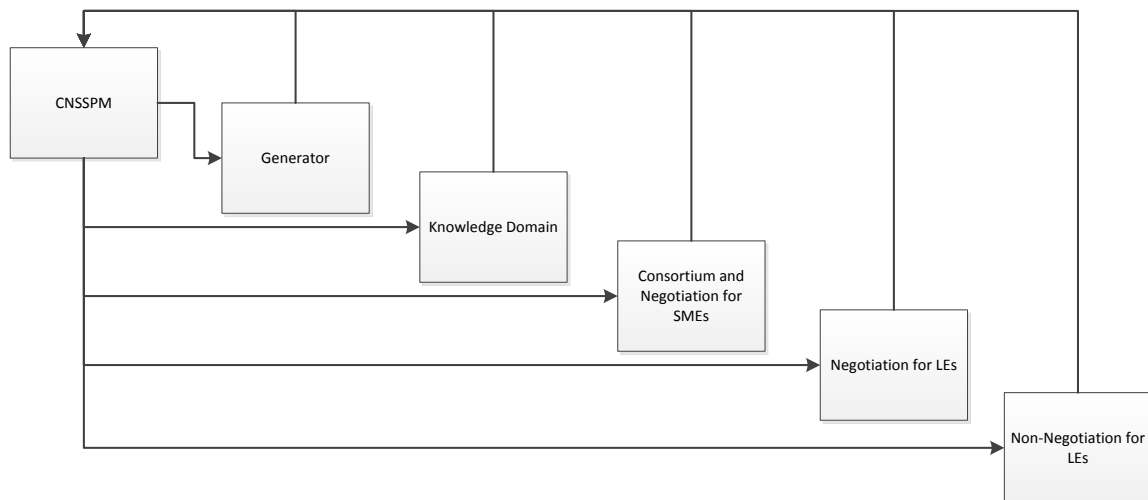 CNSSPM
Generator
Knowledge Domain
Consortium and
Negotiation for
SMEs
Negotiation for LEs
Non-Negotiation for
LEs